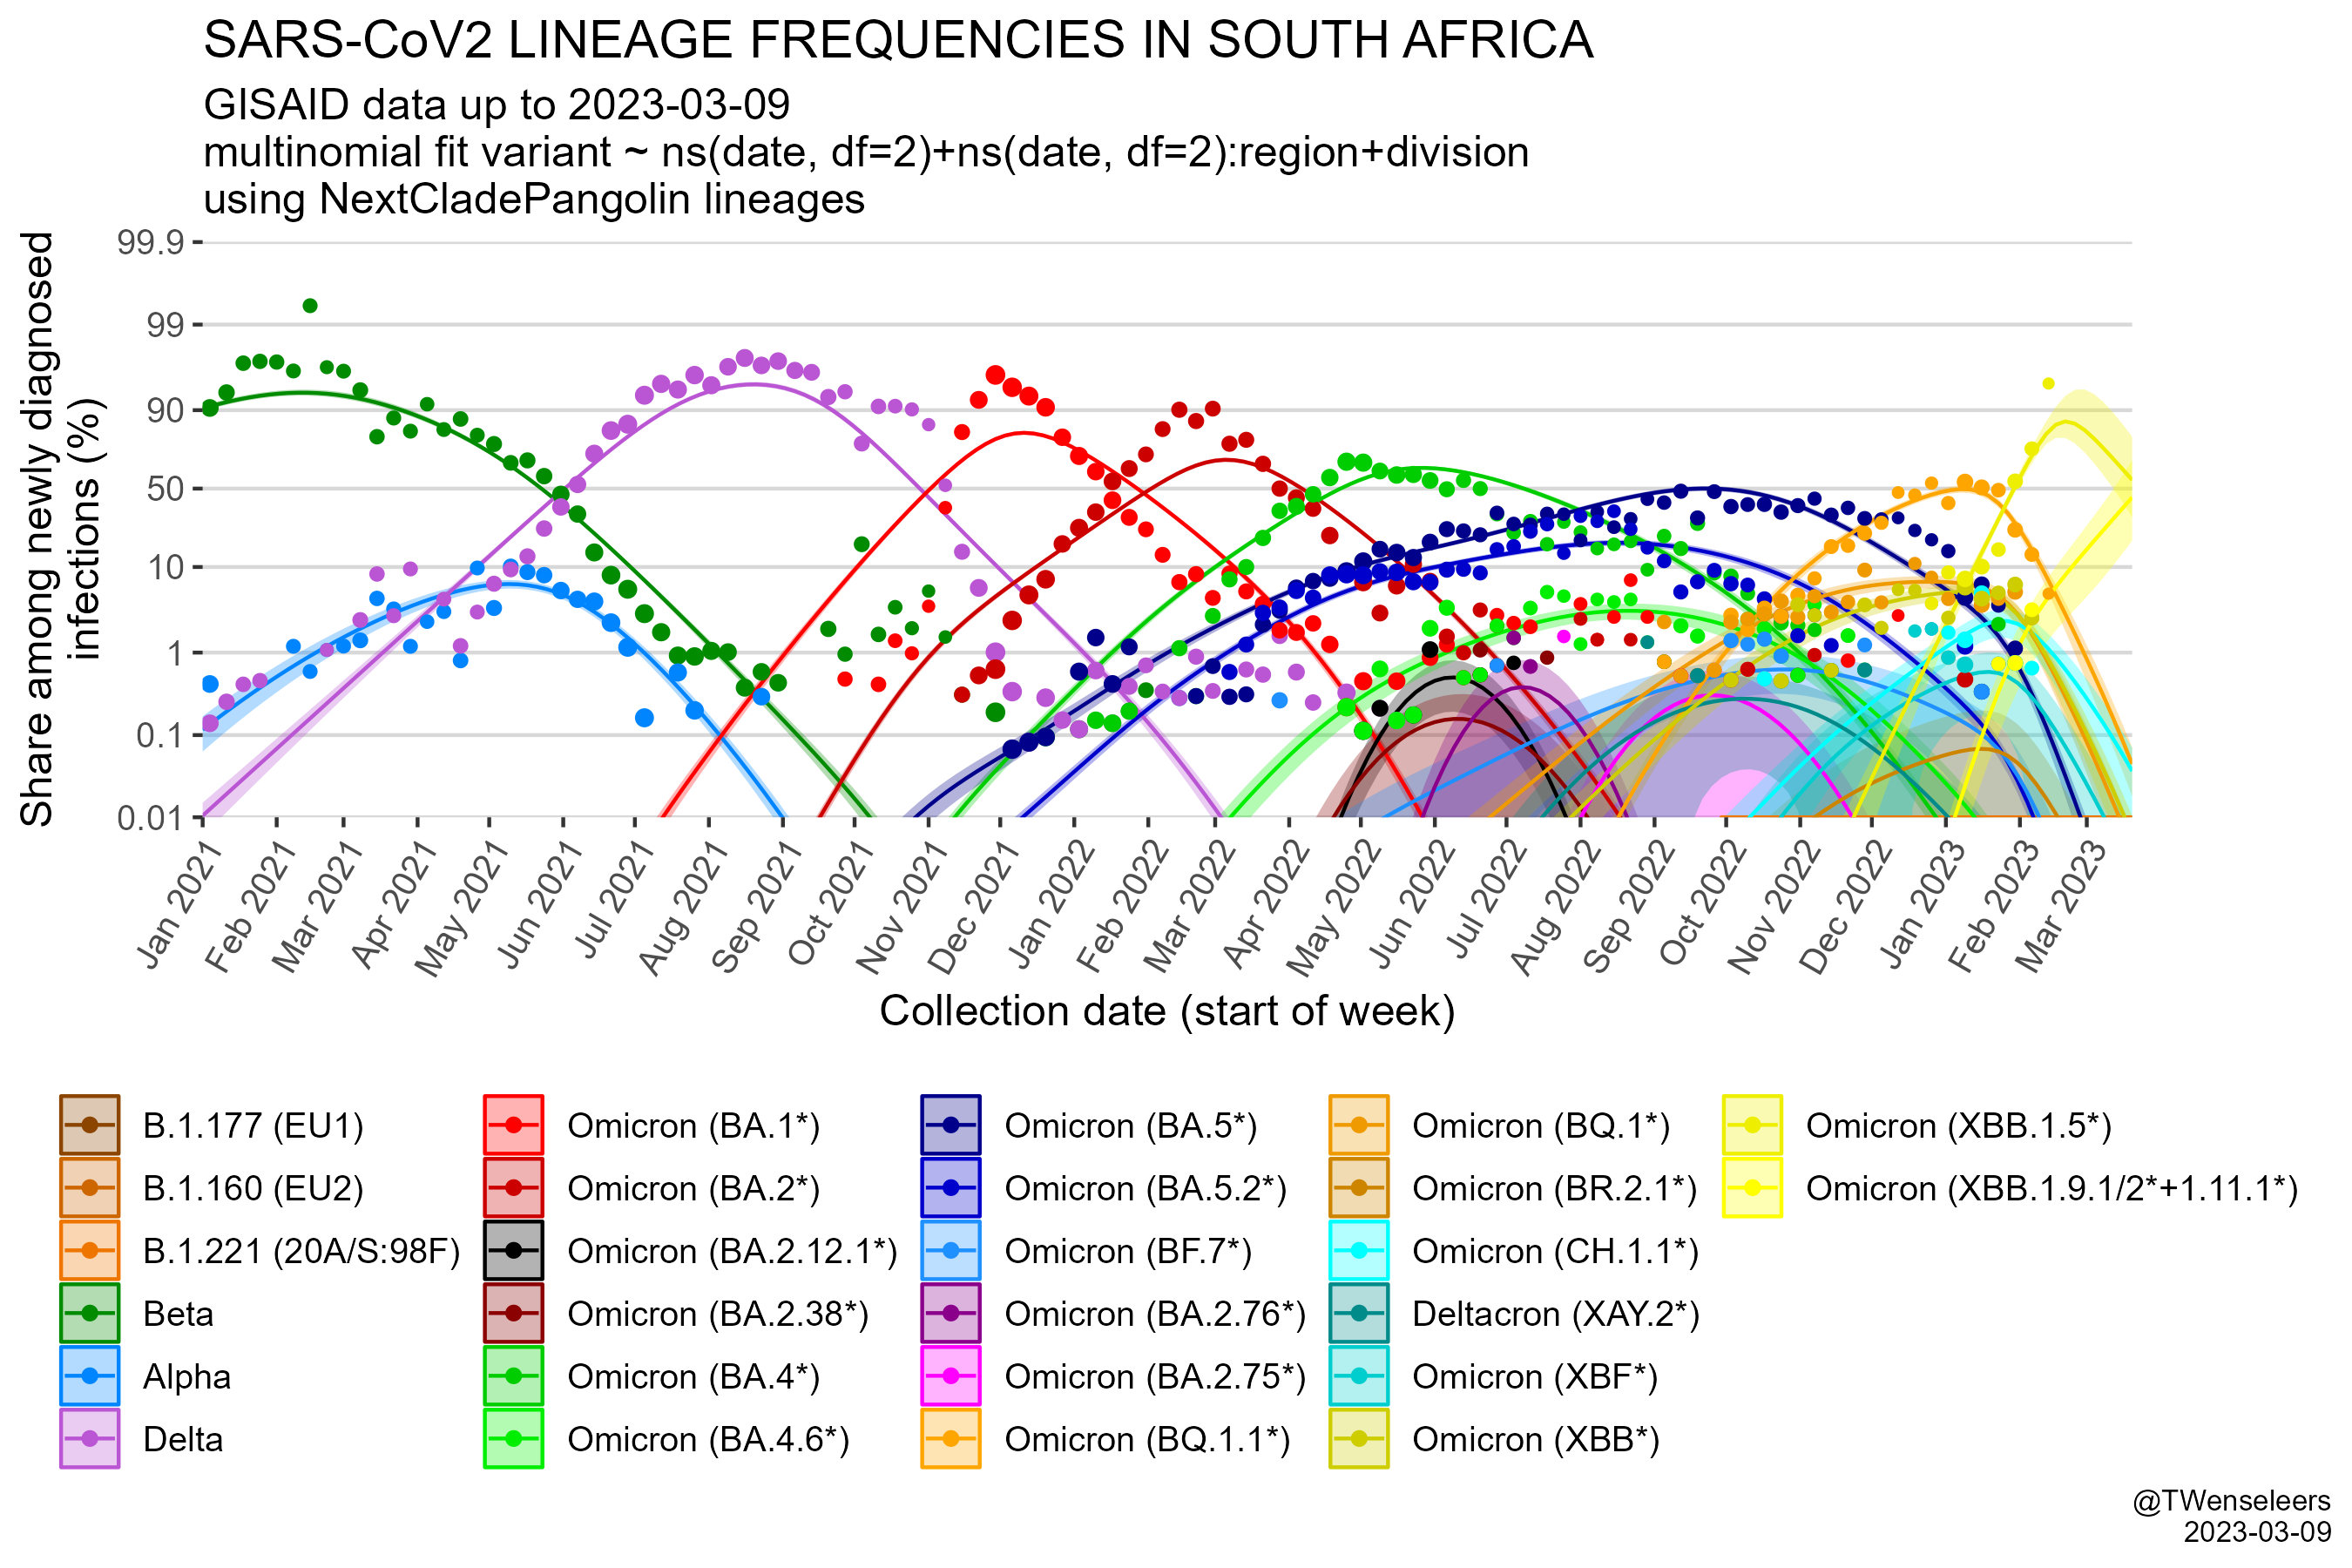 SARS-CoV2 LINEAGE FREQUENCIES IN SOUTH AFRICA
GISAID data up to 2023-03-09
multinomial fit variant ~ ns(date, df=2)+ns(date, df=2):region+division
using NextCladePangolin lineages
Share among newly diagnosed
infections (%)
99.9
99
90
50
10
1
0.1
0.01
Jan 2021
Feb 2021
Mar 2021
Apr 2021
May 2021
Jun 2021
Jul 2021
Aug 2021
Sep 2021
Oct 2021
Nov 2021
Dec 2021
Jan 2022
Feb 2022
Mar 2022
Apr 2022
May 2022
Jun 2022
Jul 2022
Aug 2022
Sep 2022
Oct 2022
Nov 2022
Dec 2022
Jan 2023
Feb 2023
Mar 2023
Collection date (start of week)
B.1.177 (EU1)
B.1.160 (EU2)
B.1.221 (20A/S:98F)
Beta
Alpha
Delta
Omicron (BA.1*)
Omicron (BA.2*)
Omicron (BA.2.12.1*)
Omicron (BA.2.38*)
Omicron (BA.4*)
Omicron (BA.4.6*)
Omicron (BA.5*)
Omicron (BA.5.2*)
Omicron (BF.7*)
Omicron (BA.2.76*)
Omicron (BA.2.75*)
Omicron (BQ.1.1*)
Omicron (BQ.1*)
Omicron (BR.2.1*)
Omicron (CH.1.1*)
Deltacron (XAY.2*)
Omicron (XBF*)
Omicron (XBB*)
Omicron (XBB.1.5*)
Omicron (XBB.1.9.1/2*+1.11.1*)
@TWenseleers
2023-03-09